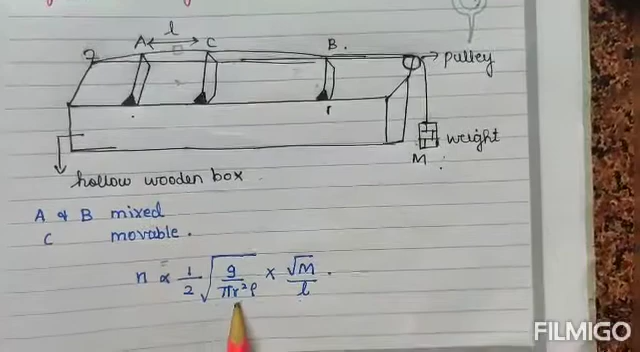 l
A C B.
pulley
weight
M
hollow wooden box
A & B mixed
C movable.
n ∝ 1/2 √(g/πr²ρ) × √M/l .
FILMIGO